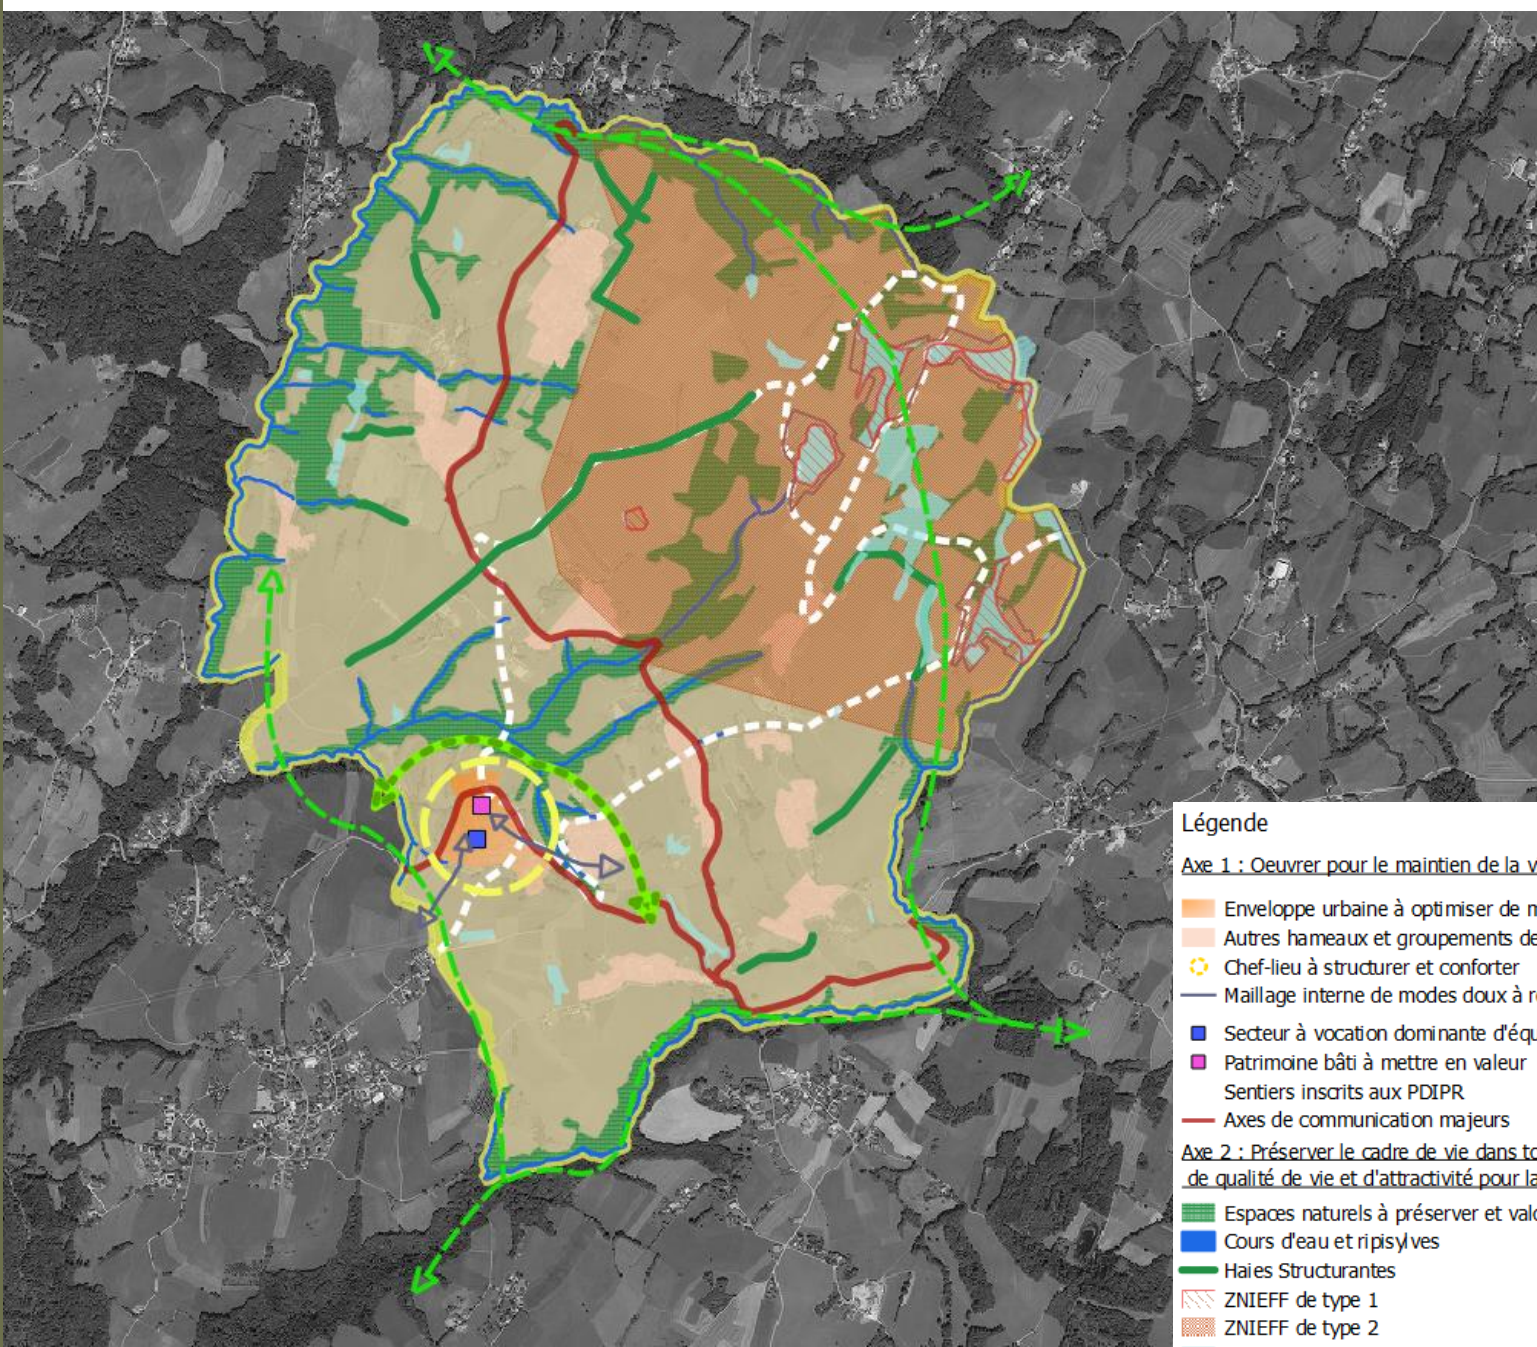 Légende
Axe 1 : Oeuvrer pour le maintien de la v
Enveloppe urbaine à optimiser de m
Autres hameaux et groupements de
Chef-lieu à structurer et conforter
Maillage interne de modes doux à r
Secteur à vocation dominante d'équ
Patrimoine bâti à mettre en valeur
Sentiers inscrits aux PDIPR
Axes de communication majeurs
Axe 2 : Préserver le cadre de vie dans to
de qualité de vie et d'attractivité pour la
Espaces naturels à préserver et valo
Cours d'eau et ripisylves
Haies Structurantes
ZNIEFF de type 1
ZNIEFF de type 2